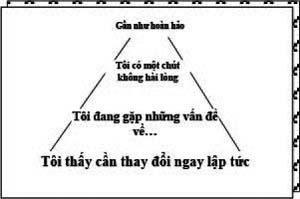 Gần như hoàn hảo
Tôi có một chút
không hài lòng
Tôi đang gặp những vấn đề
về...
Tôi thấy cần thay đổi ngay lập tức